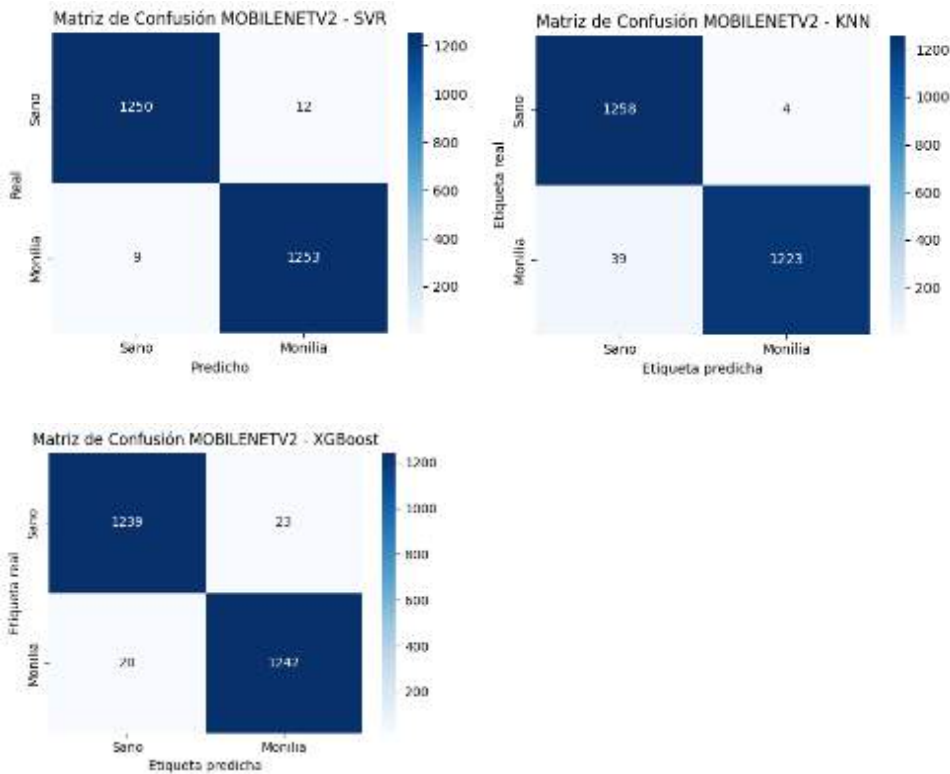 Matriz de Confusión MOBILENETV2 - SVR
Real
Sano
Monilia
1250
12
9
1253
Sano
Monilia
Predicho
1200
1000
800
600
400
200
Matriz de Confusión MOBILENETV2 - KNN
Etiqueta real
Sano
Monilia
1258
4
39
1223
Sano
Monilia
Etiqueta predicha
1200
1000
800
600
400
200
Matriz de Confusión MOBILENETV2 - XGBoost
Etiqueta real
Sano
Monilia
1239
23
20
1242
Sano
Monilia
Etiqueta predicha
1200
1000
800
600
400
200